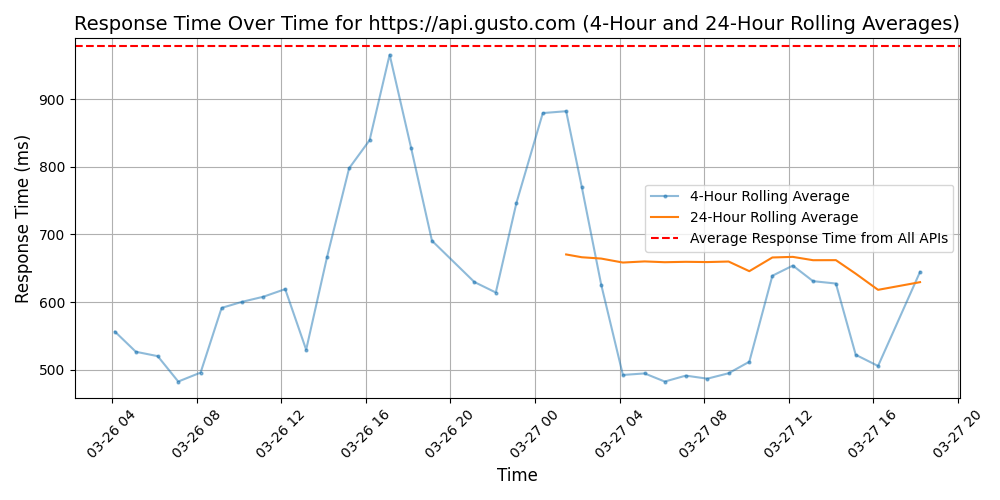 Response Time Over Time for https://api.gusto.com (4-Hour and 24-Hour Rolling Averages)
Response Time (ms)
900
800
700
600
500
4-Hour Rolling Average
24-Hour Rolling Average
Average Response Time from All APIs
03-26 04
03-26 08
03-26 12
03-26 16
03-26 20
03-27 00
03-27 04
03-27 08
03-27 12
03-27 16
03-27 20
Time